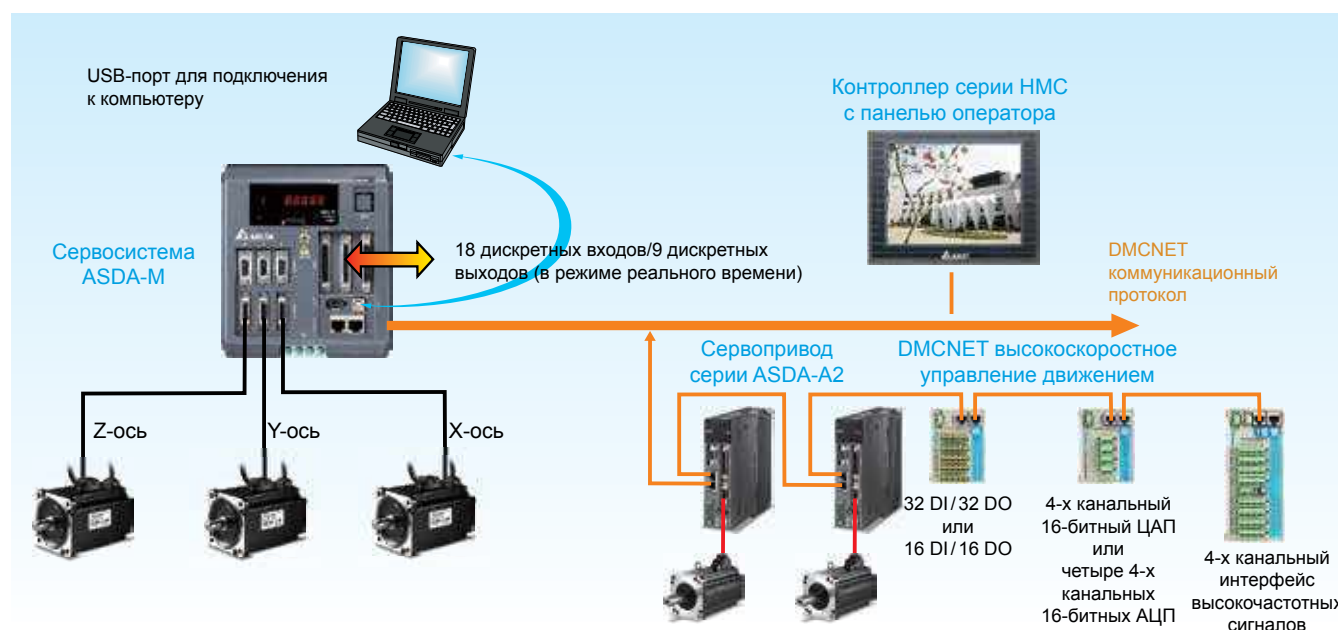 USB-порт для подключения
к компьютеру
Контроллер серии HMC
с панелью оператора
Сервосистема
ASDA-M
18 дискретных входов/9 дискретных
выходов (в режиме реального времени)
DMCNET
коммуникационный
протокол
Сервопривод
серии ASDA-A2
DMCNET высокоскоростное
управление движением
Z-ось
Y-ось
X-ось
32 DI/32 DO
или
16 DI/16 DO
4-х канальный
16-битный ЦАП
или
четыре 4-х
канальных
16-битных АЦП
4-х канальный
интерфейс
высокочастотных
сигналов